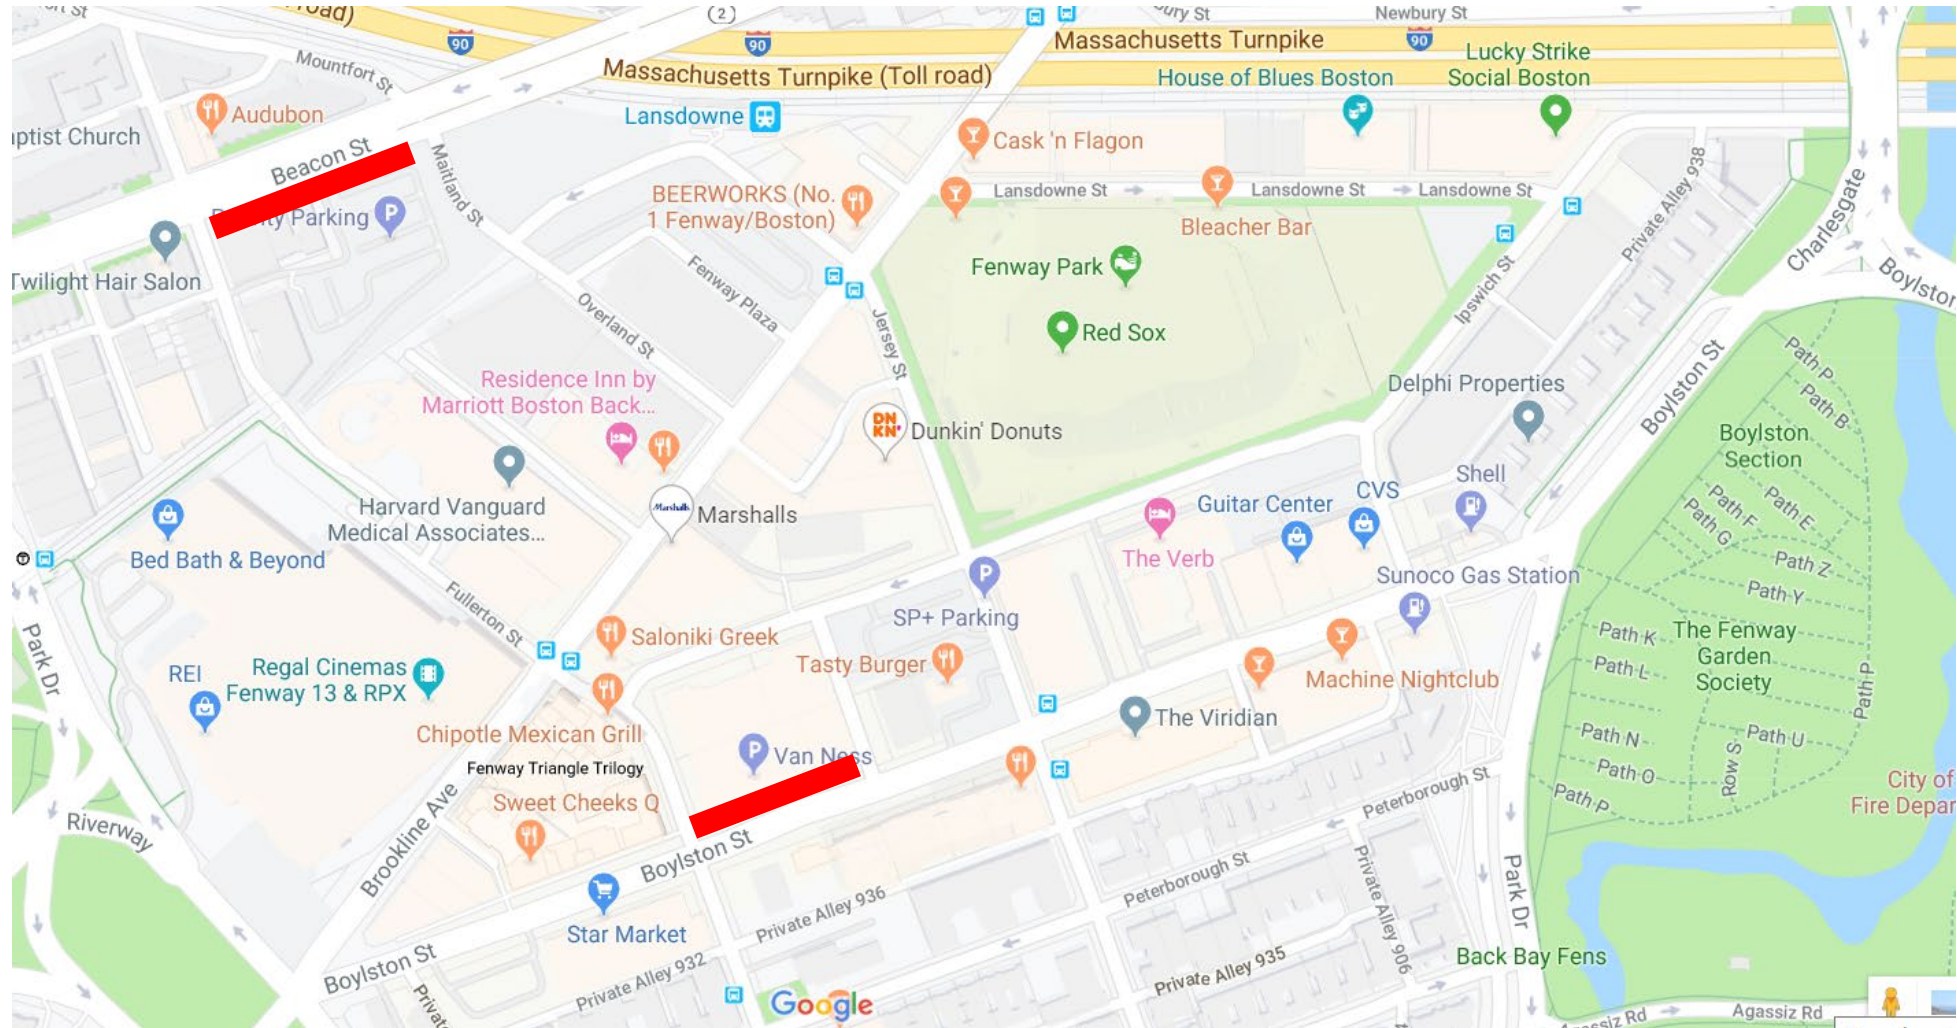 2
Newbury St
90
90
90
Massachusetts Turnpike
Mountfort St
Massachusetts Turnpike (Toll road)
Lucky Strike
Social Boston
House of Blues Boston
Audubon
Lansdowne
Cask 'n Flagon
Beacon St
Maitland St
BEERWORKS (No.
1 Fenway/Boston)
Lansdowne St
Lansdowne St
Lansdowne St
Bleacher Bar
Private Alley 938
Charlesgate
Parking
P
Twilight Hair Salon
Fenway Plaza
Overland St
Fenway Park
Ipswich St
Red Sox
Jersey St
Boylston St
Path P
Path B
Residence Inn by
Marriott Boston Back...
Delphi Properties
DN
KN
Dunkin' Donuts
Boylston
Section
Harvard Vanguard
Medical Associates...
Marshalls
Marshalls
Guitar Center
CVS
Shell
Path F
Path E
Path G
Bed Bath & Beyond
The Verb
Sunoco Gas Station
Path Z
Path Y
Fullerton St
P
SP+ Parking
Park Dr
Saloniki Greek
Tasty Burger
Path K
The Fenway
Garden
Society
Path L
Path P
REI
Regal Cinemas
Fenway 13 & RPX
Machine Nightclub
The Viridian
Chipotle Mexican Grill
Fenway Triangle Trilogy
P
Van Ness
Path N
Path U
Path O
Row S
Path P
City of
Sweet Cheeks Q
Peterborough St
Riverway
Brookline Ave
Boylston St
Peterborough St
Private Alley 906
Park Dr
Star Market
Private Alley 936
Boylston St
Private Alley 932
Private Alley 935
Back Bay Fens
Google
Agassiz Rd